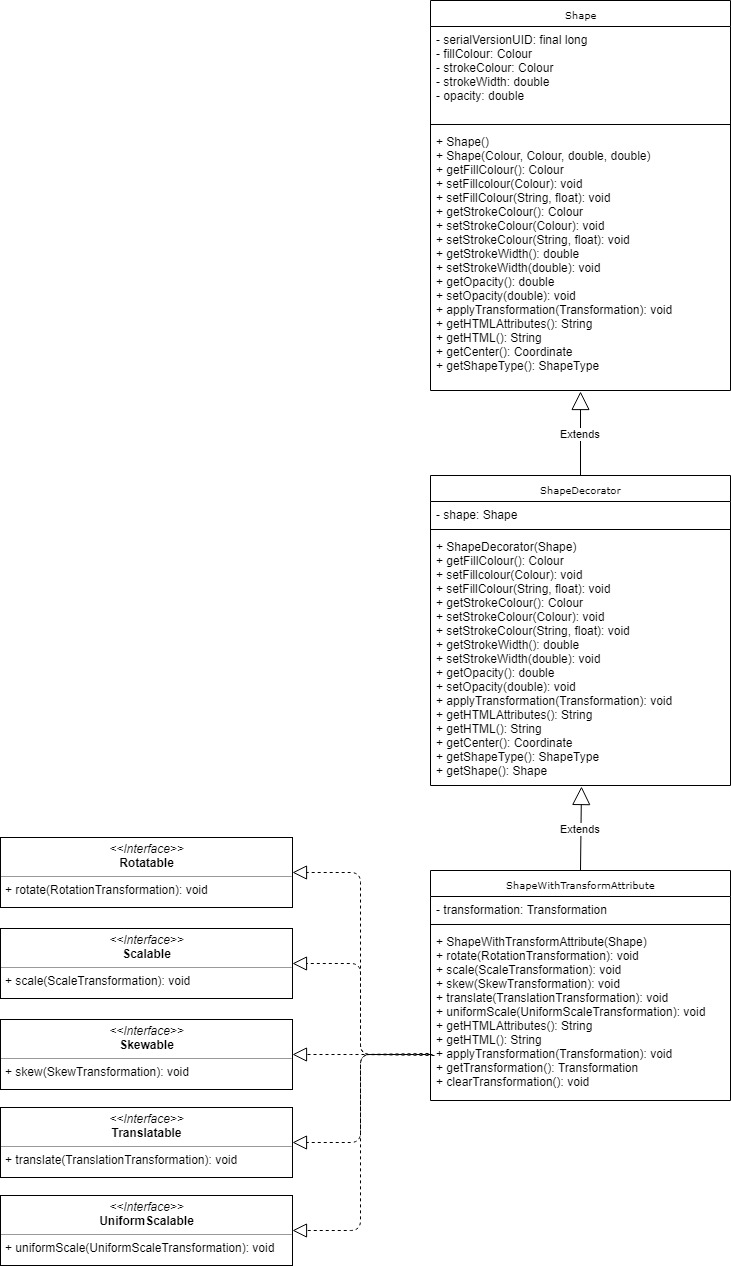 Shape
- serialVersionUID: final long
- fillColour: Colour
- strokeColour: Colour
- strokeWidth: double
- opacity: double
+ Shape()
+ Shape(Colour, Colour, double, double)
+ getFillColour(): Colour
+ setFillcolour(Colour): void
+ setFillColour(String, float): void
+ getStrokeColour(): Colour
+ setStrokeColour(Colour): void
+ setStrokeColour(String, float): void
+ getStrokeWidth(): double
+ setStrokeWidth(double): void
+ getOpacity(): double
+ setOpacity(double): void
+ applyTransformation(Transformation): void
+ getHTMLAttributes(): String
+ getHTML(): String
+ getCenter(): Coordinate
+ getShapeType(): ShapeType
Extends
ShapeDecorator
- shape: Shape
+ ShapeDecorator(Shape)
+ getFillColour(): Colour
+ setFillcolour(Colour): void
+ setFillColour(String, float): void
+ getStrokeColour(): Colour
+ setStrokeColour(Colour): void
+ setStrokeColour(String, float): void
+ getStrokeWidth(): double
+ setStrokeWidth(double): void
+ getOpacity(): double
+ setOpacity(double): void
+ applyTransformation(Transformation): void
+ getHTMLAttributes(): String
+ getHTML(): String
+ getCenter(): Coordinate
+ getShapeType(): ShapeType
+ getShape(): Shape
Extends
ShapeWithTransformAttribute
- transformation: Transformation
+ ShapeWithTransformAttribute(Shape)
+ rotate(RotationTransformation): void
+ scale(ScaleTransformation): void
+ skew(SkewTransformation): void
+ translate(TranslationTransformation): void
+ uniformScale(UniformScaleTransformation): void
+ getHTMLAttributes(): String
+ getHTML(): String
+ applyTransformation(Transformation): void
+ getTransformation(): Transformation
+ clearTransformation(): void
<<Interface>>
Rotatable
+ rotate(RotationTransformation): void
<<Interface>>
Scalable
+ scale(ScaleTransformation): void
<<Interface>>
Skewable
+ skew(SkewTransformation): void
<<Interface>>
Translatable
+ translate(TranslationTransformation): void
<<Interface>>
UniformScalable
+ uniformScale(UniformScaleTransformation): void